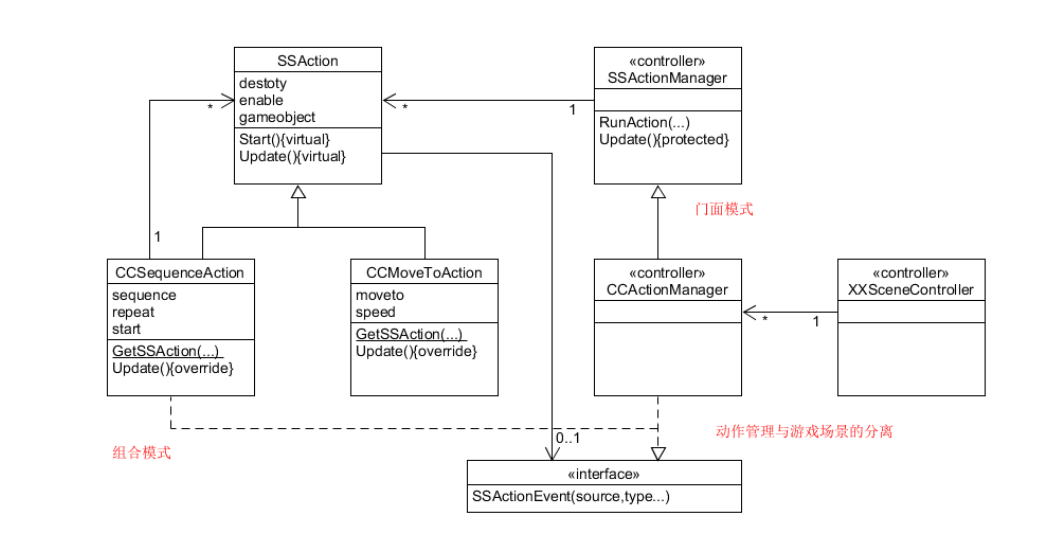 SSAction
destoty
enable
gameobject
Start(){virtual}
Update(){virtual}
«controller»
SSActionManager
RunAction(...)
Update(){protected}
*
*
1
门面模式
1
CCSequenceAction
sequence
repeat
start
GetSSAction(...)
Update(){override}
CCMoveToAction
moveto
speed
GetSSAction(...)
Update(){override}
«controller»
CCActionManager
«controller»
XXSceneController
*
1
组合模式
0..1
动作管理与游戏场景的分离
«interface»
SSActionEvent(source,type...)